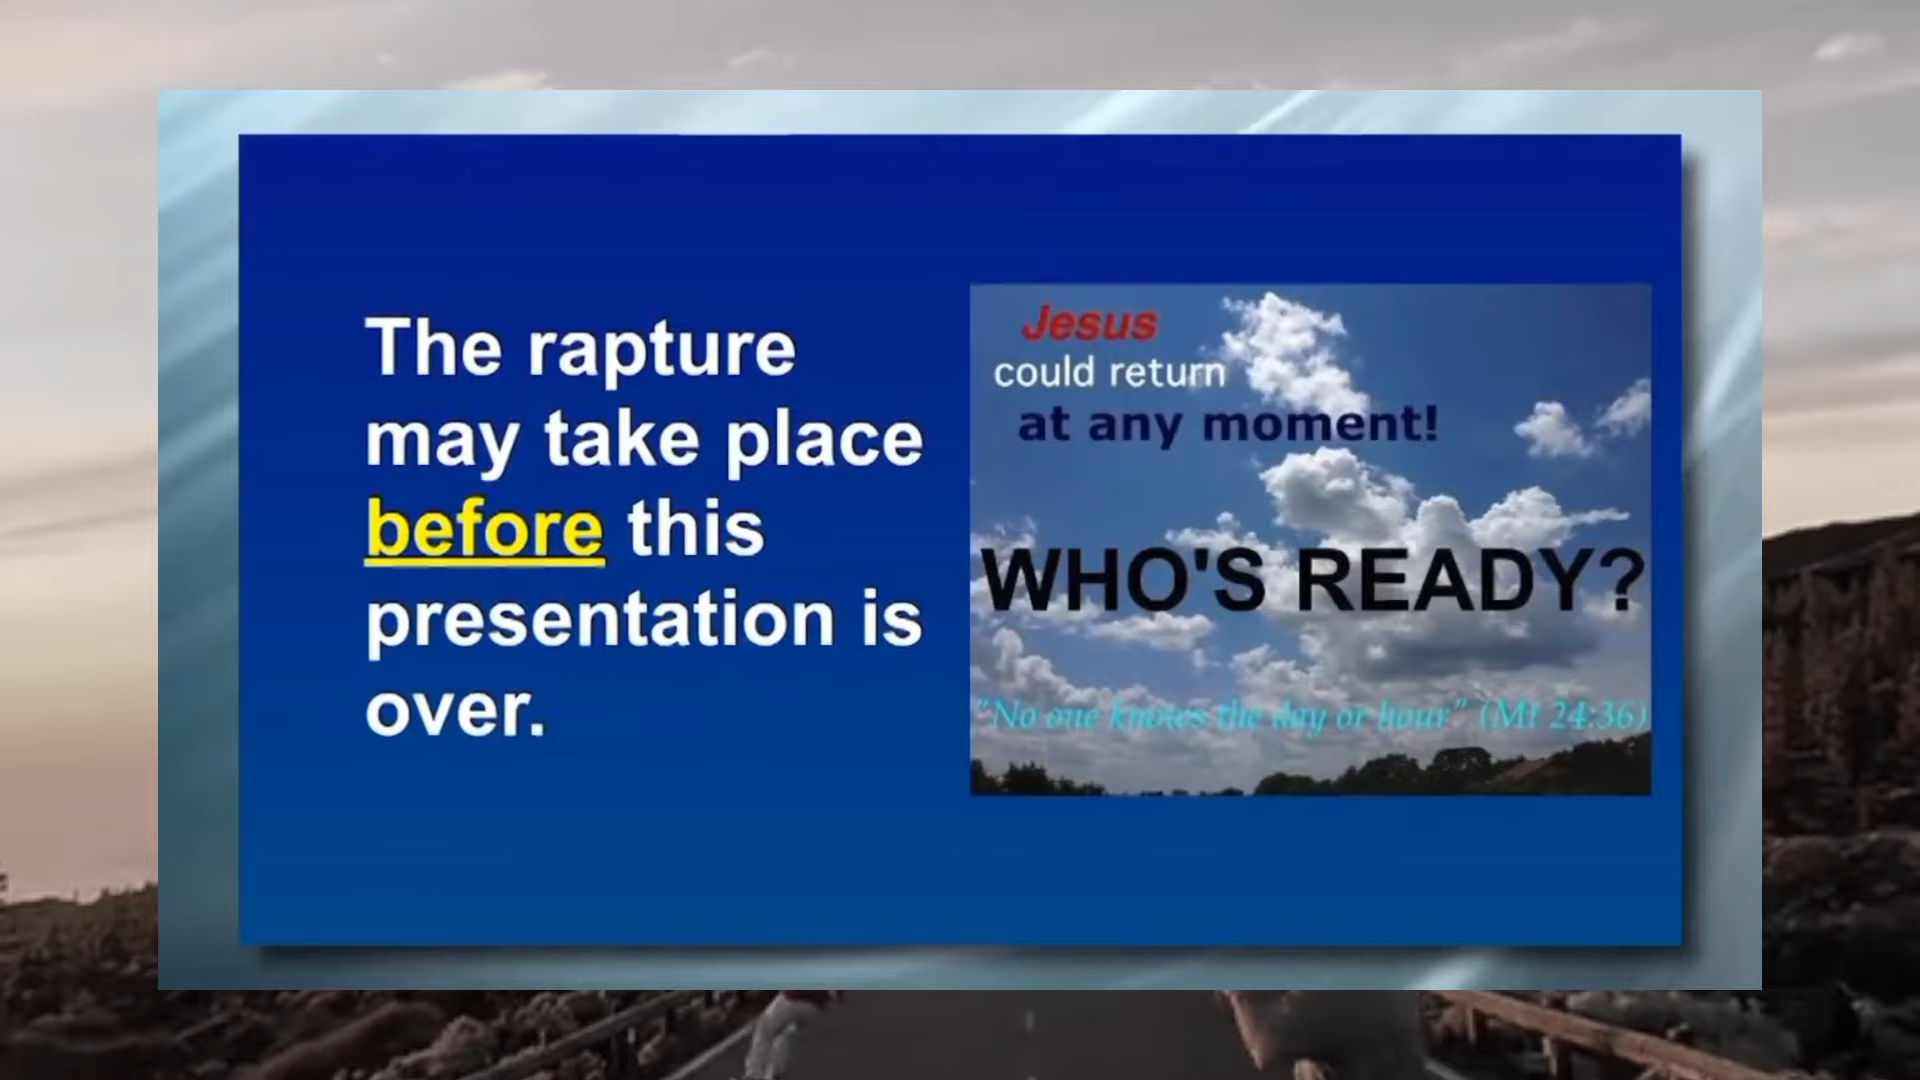 The rapture
may take place
before this
presentation is
over.
Jesus
could return
at any moment!
WHO'S READY?
"No one knows the day or hour" (Mt 24:36)